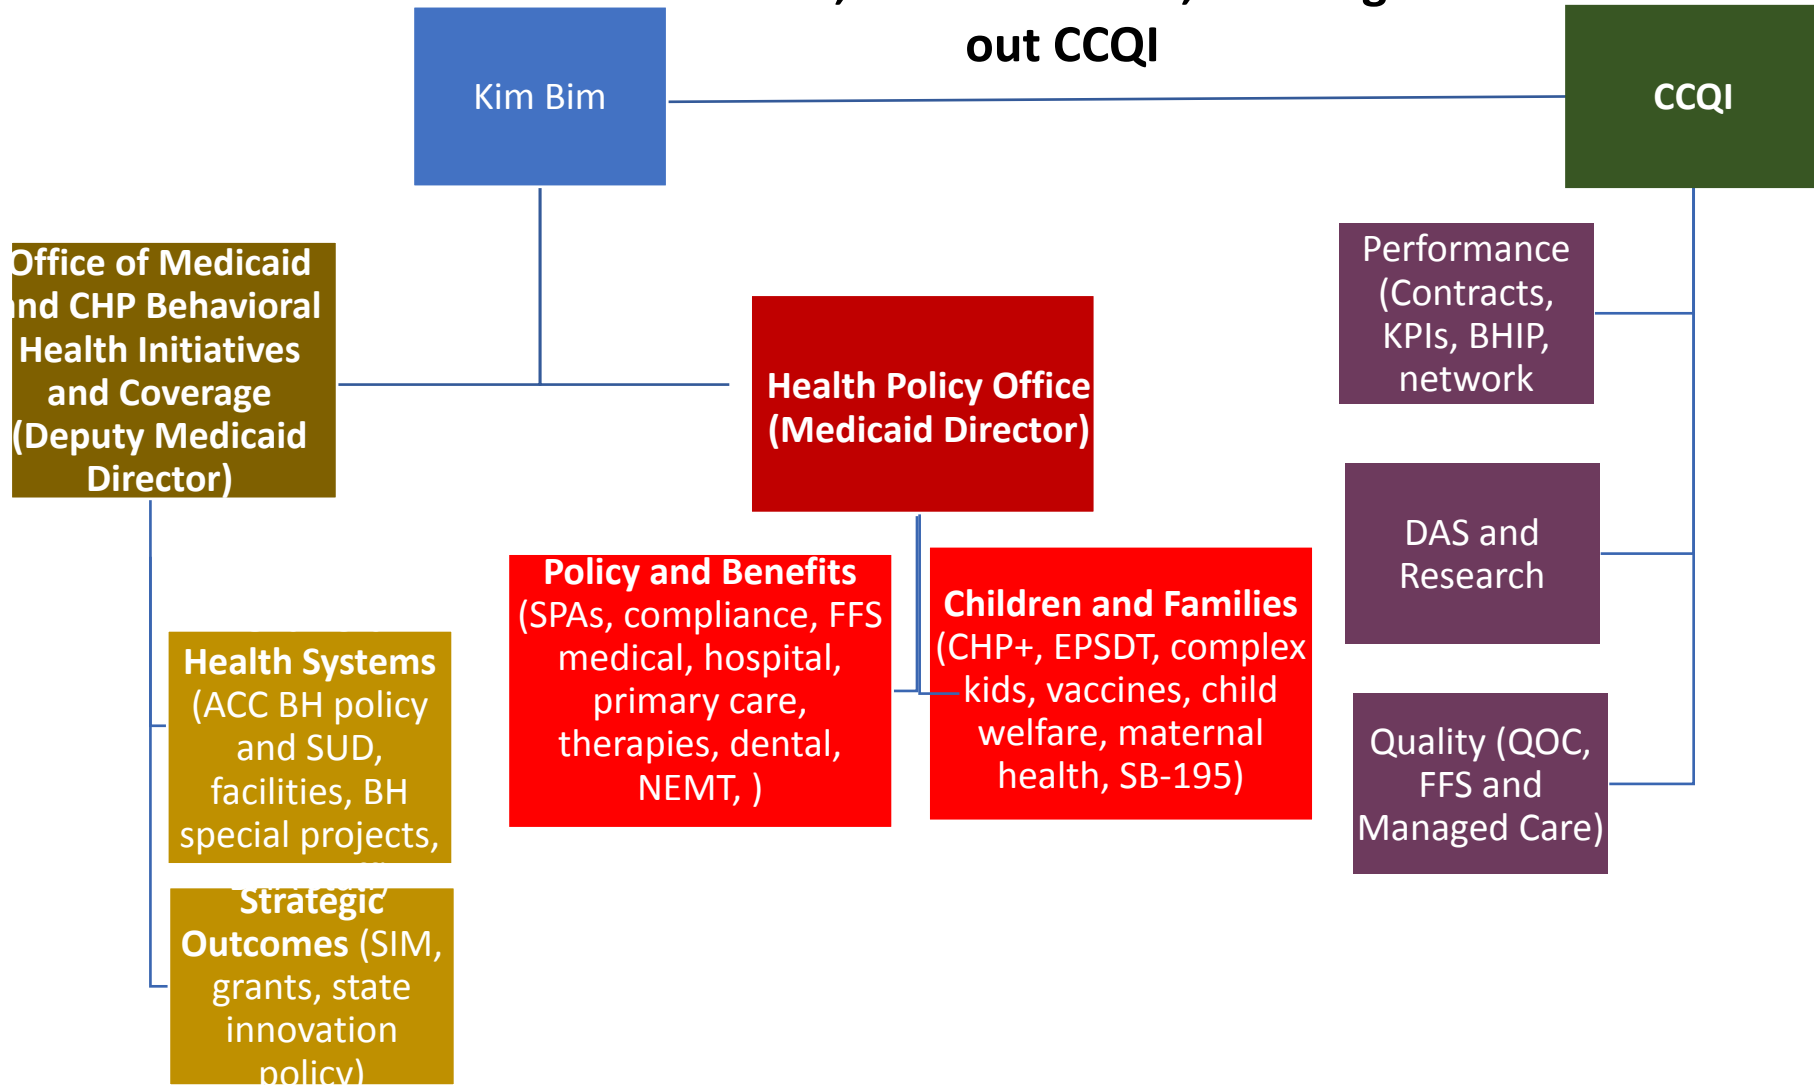 out CCQI
Kim Bim
CCQI
Office of Medicaid
and CHP Behavioral
Health Initiatives
and Coverage
(Deputy Medicaid
Director)
Health Policy Office
(Medicaid Director)
Performance
(Contracts,
KPIs, BHIP,
network
DAS and
Research
Quality (QOC,
FFS and
Managed Care)
Policy and Benefits
(SPAs, compliance, FFS
medical, hospital,
primary care,
therapies, dental,
NEMT, )
Children and Families
(CHP+, EPSDT, complex
kids, vaccines, child
welfare, maternal
health, SB-195)
Health Systems
(ACC BH policy
and SUD,
facilities, BH
special projects,
Strategic
Outcomes (SIM,
grants, state
innovation
policy)